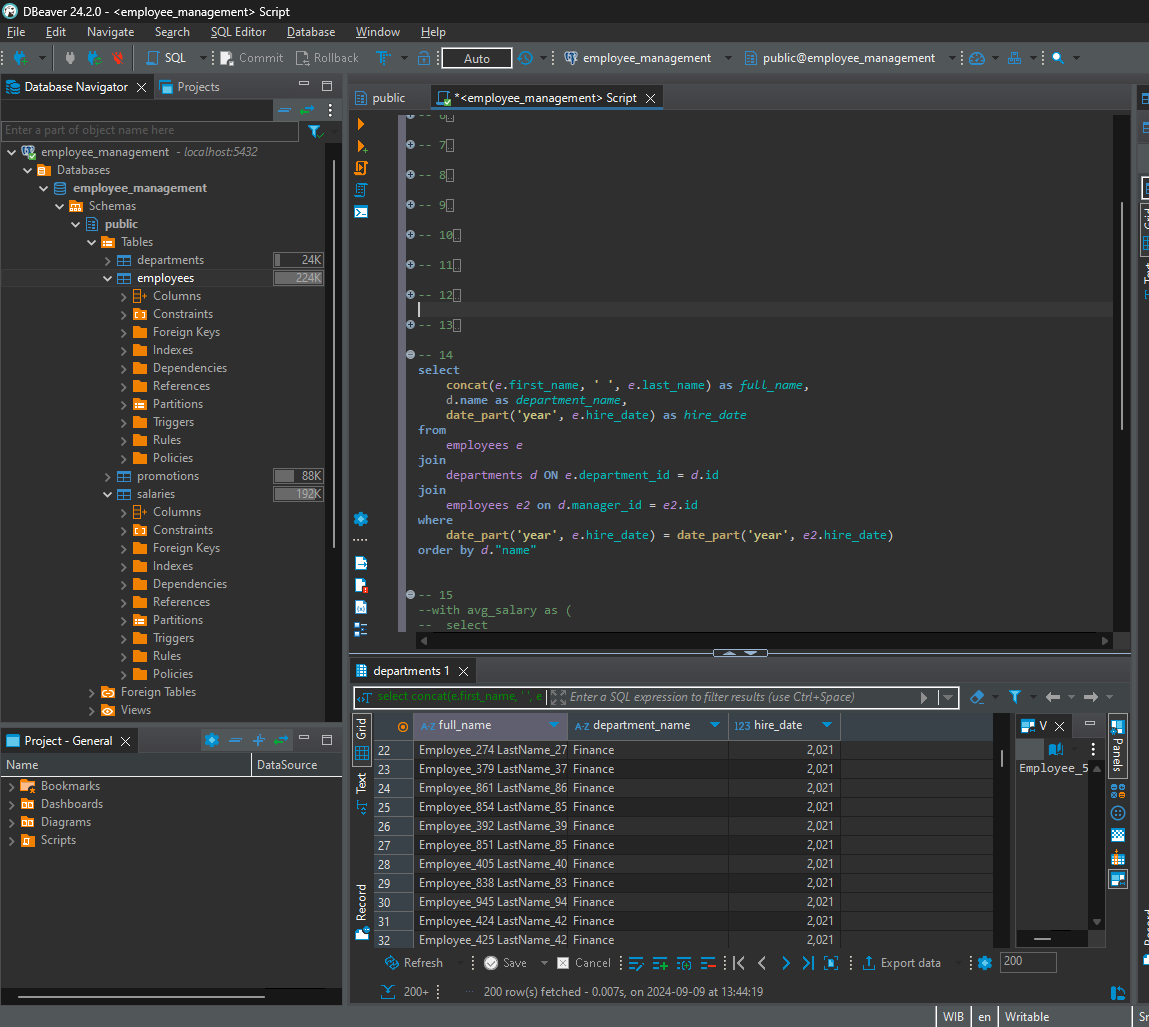 DBeaver 24.2.0 - <employee_management> Script
File Edit Navigate Search SQL Editor Database Window Help
SQL Commit Rollback Auto employee_management public@employee_management
Database Navigator Projects
Enter a part of object name here
employee_management - localhost:5432
Databases
employee_management
Schemas
public
Tables
departments 24K
employees 224K
Columns
Constraints
Foreign Keys
Indexes
Dependencies
References
Partitions
Triggers
Rules
Policies
promotions 88K
salaries 192K
Columns
Constraints
Foreign Keys
Indexes
Dependencies
References
Partitions
Triggers
Rules
Policies
Foreign Tables
Views
Project - General
Name DataSource
Bookmarks
Dashboards
Diagrams
Scripts
public *<employee_management> Script
-- 6
-- 7
-- 8
-- 9
-- 10
-- 11
-- 12
-- 13
-- 14
select
concat(e.first_name, ' ', e.last_name) as full_name,
d.name as department_name,
date_part('year', e.hire_date) as hire_date
from
employees e
join
departments d ON e.department_id = d.id
join
employees e2 on d.manager_id = e2.id
where
date_part('year', e.hire_date) = date_part('year', e2.hire_date)
order by d."name"
-- 15
--with avg_salary as (
-- select
departments 1
select concat(e.first_name, ' ', e Enter a SQL expression to filter results (use Ctrl+Space)
Grid
Text
Record
A-Z full_name A-Z department_name 123 hire_date
22 Employee_274 LastName_27 Finance 2,021
23 Employee_379 LastName_37 Finance 2,021
24 Employee_861 LastName_86 Finance 2,021
25 Employee_854 LastName_85 Finance 2,021
26 Employee_392 LastName_39 Finance 2,021
27 Employee_851 LastName_85 Finance 2,021
28 Employee_405 LastName_40 Finance 2,021
29 Employee_838 LastName_83 Finance 2,021
30 Employee_945 LastName_94 Finance 2,021
31 Employee_424 LastName_42 Finance 2,021
32 Employee_425 LastName_42 Finance 2,021
V
Employee_5
Panels
Refresh Save Cancel Export data 200
200+ 200 row(s) fetched - 0.007s, on 2024-09-09 at 13:44:19
WIB en Writable